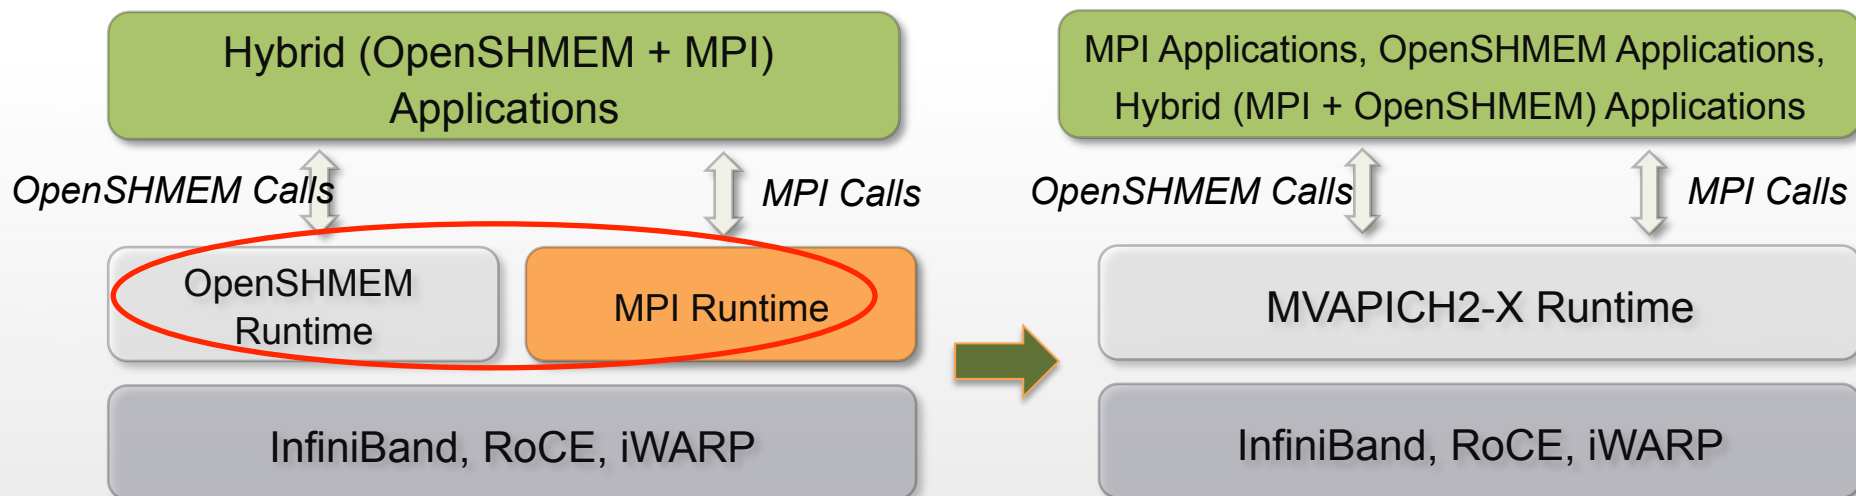 Hybrid (OpenSHMEM + MPI)
Applications
OpenSHMEM Calls
MPI Calls
OpenSHMEM
Runtime
MPI Runtime
InfiniBand, RoCE, iWARP
MPI Applications, OpenSHMEM Applications,
Hybrid (MPI + OpenSHMEM) Applications
OpenSHMEM Calls
MPI Calls
MVAPICH2-X Runtime
InfiniBand, RoCE, iWARP